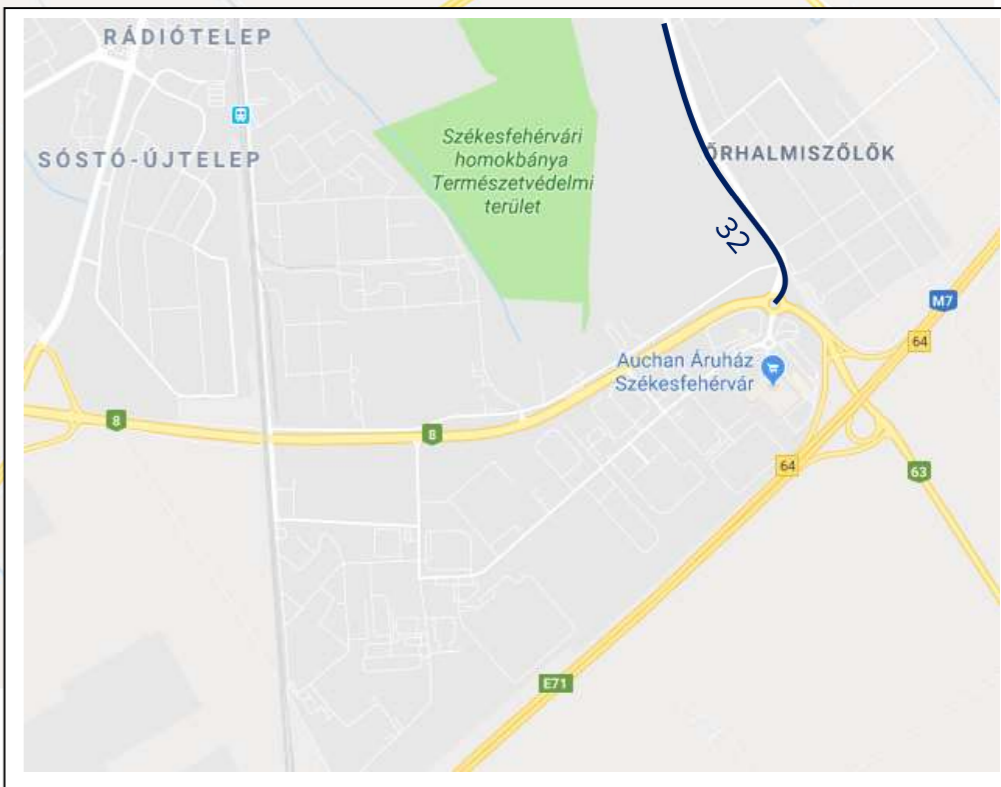 RÁDIÓTELEP
SÓSTÓ-ÚJTELEP
Székesfehérvári
homokbánya
Természetvédelmi
terület
ŐRHALMISZŐLŐK
32
M7
64
Auchan Áruház
Székesfehérvár
8
8
64
63
E71